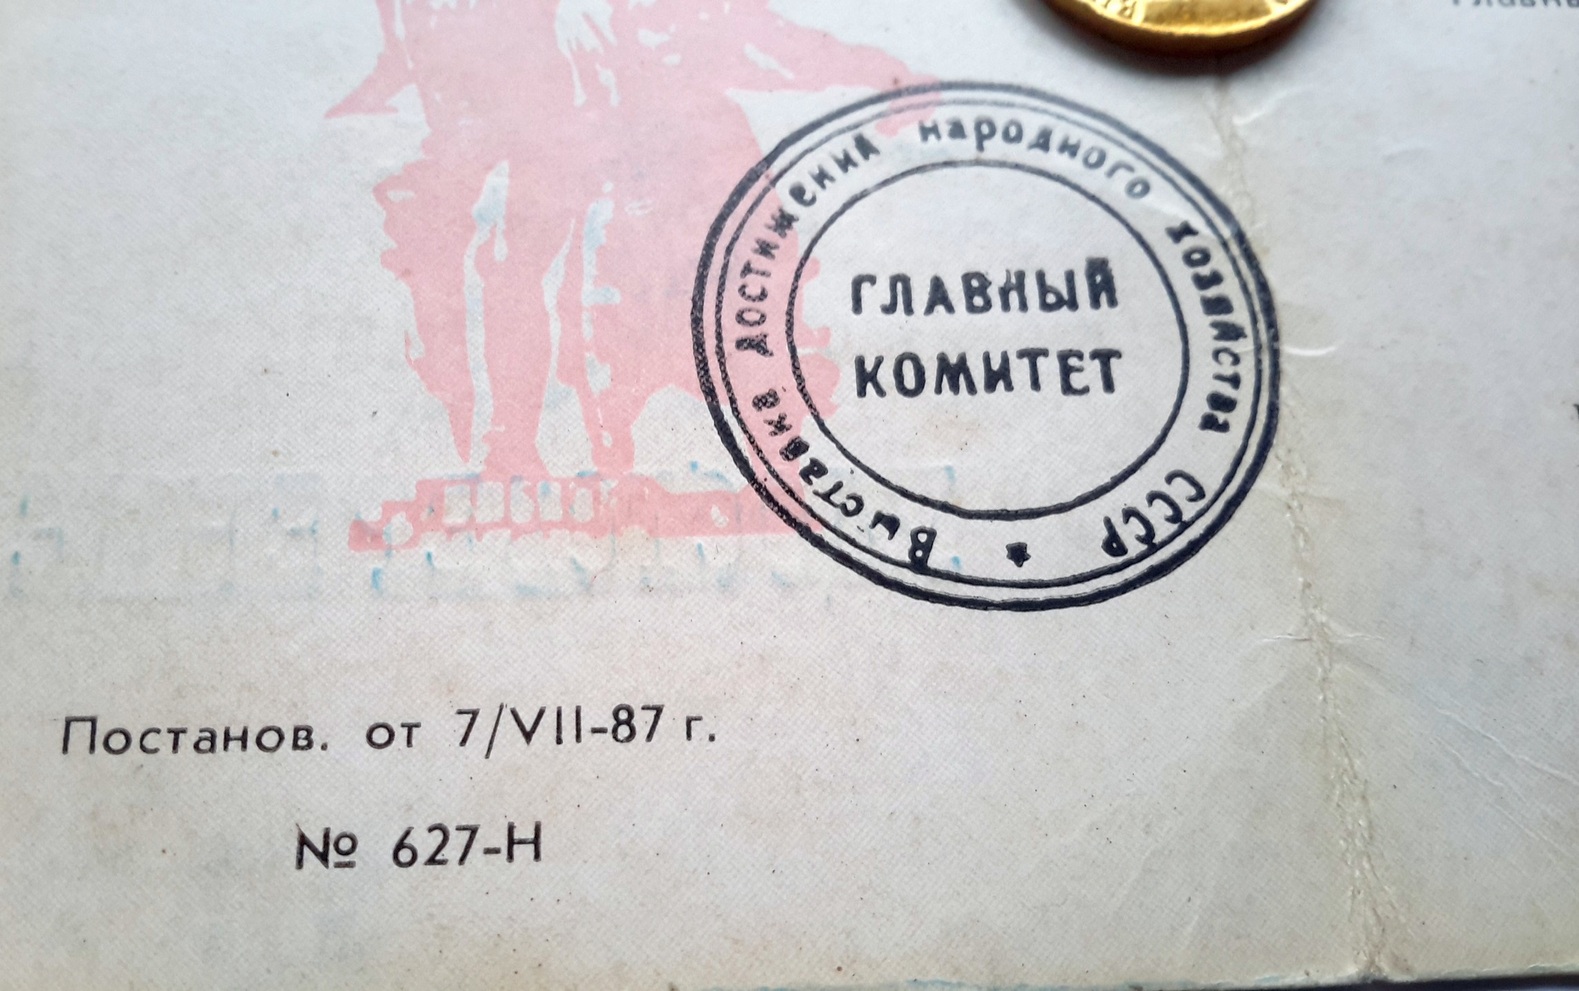 Выставка достижений народного хозяйства СССР
ГЛАВНЫЙ
КОМИТЕТ
Постанов. от 7/VII-87 г.
№ 627-Н